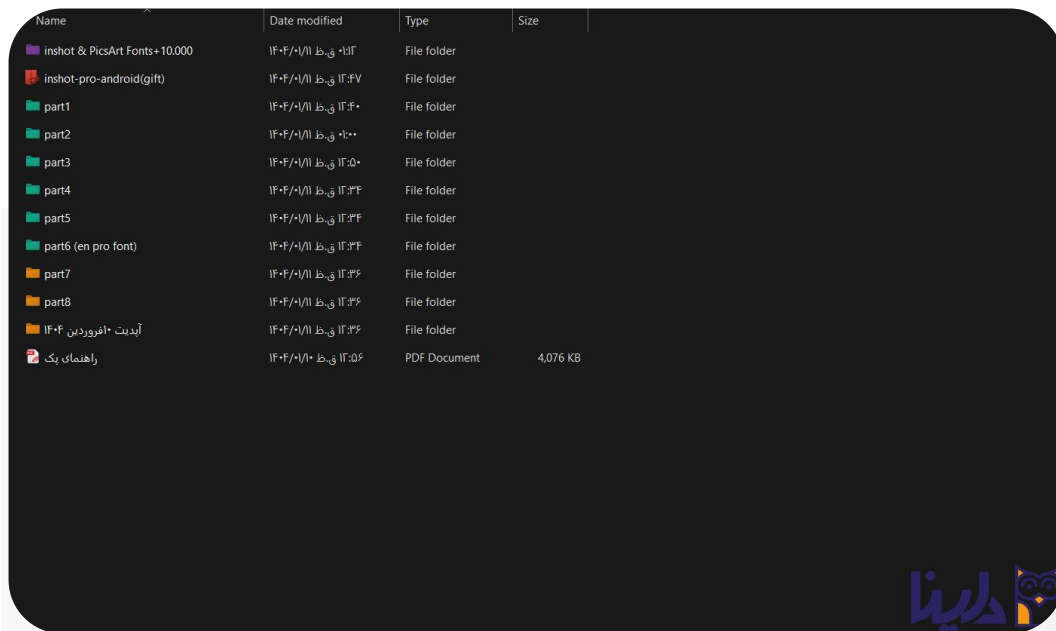 Name Date modified Type Size
inshot & PicsArt Fonts+10.000 ۱۴۰۴/۰۱/۱۱ ق.ظ ۰۱:۱۲ File folder
inshot-pro-android(gift) ۱۴۰۴/۰۱/۱۱ ق.ظ ۱۲:۴۷ File folder
part1 ۱۴۰۴/۰۱/۱۱ ق.ظ ۱۲:۴۰ File folder
part2 ۱۴۰۴/۰۱/۱۱ ق.ظ ۰۱:۰۰ File folder
part3 ۱۴۰۴/۰۱/۱۱ ق.ظ ۱۲:۵۰ File folder
part4 ۱۴۰۴/۰۱/۱۱ ق.ظ ۱۲:۳۴ File folder
part5 ۱۴۰۴/۰۱/۱۱ ق.ظ ۱۲:۳۴ File folder
part6 (en pro font) ۱۴۰۴/۰۱/۱۱ ق.ظ ۱۲:۳۴ File folder
part7 ۱۴۰۴/۰۱/۱۱ ق.ظ ۱۲:۳۶ File folder
part8 ۱۴۰۴/۰۱/۱۱ ق.ظ ۱۲:۳۶ File folder
آپدیت ۱۰فروردین ۱۴۰۴ ۱۴۰۴/۰۱/۱۱ ق.ظ ۱۲:۳۶ File folder
راهنمای پک ۱۴۰۴/۰۱/۱۰ ق.ظ ۱۲:۵۶ PDF Document 4,076 KB
دارینا